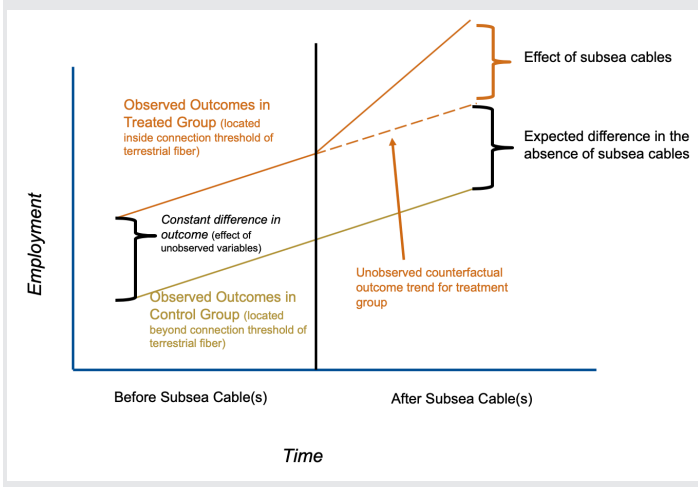 Effect of subsea cables
Observed Outcomes in
Treated Group (located
inside connection threshold of
terrestrial fiber)
Expected difference in the
absence of subsea cables
Employment
Constant difference in
outcome (effect of
unobserved variables)
Unobserved counterfactual
outcome trend for treatment
group
Observed Outcomes in
Control Group (located
beyond connection threshold of
terrestrial fiber)
Before Subsea Cable(s)
After Subsea Cable(s)
Time